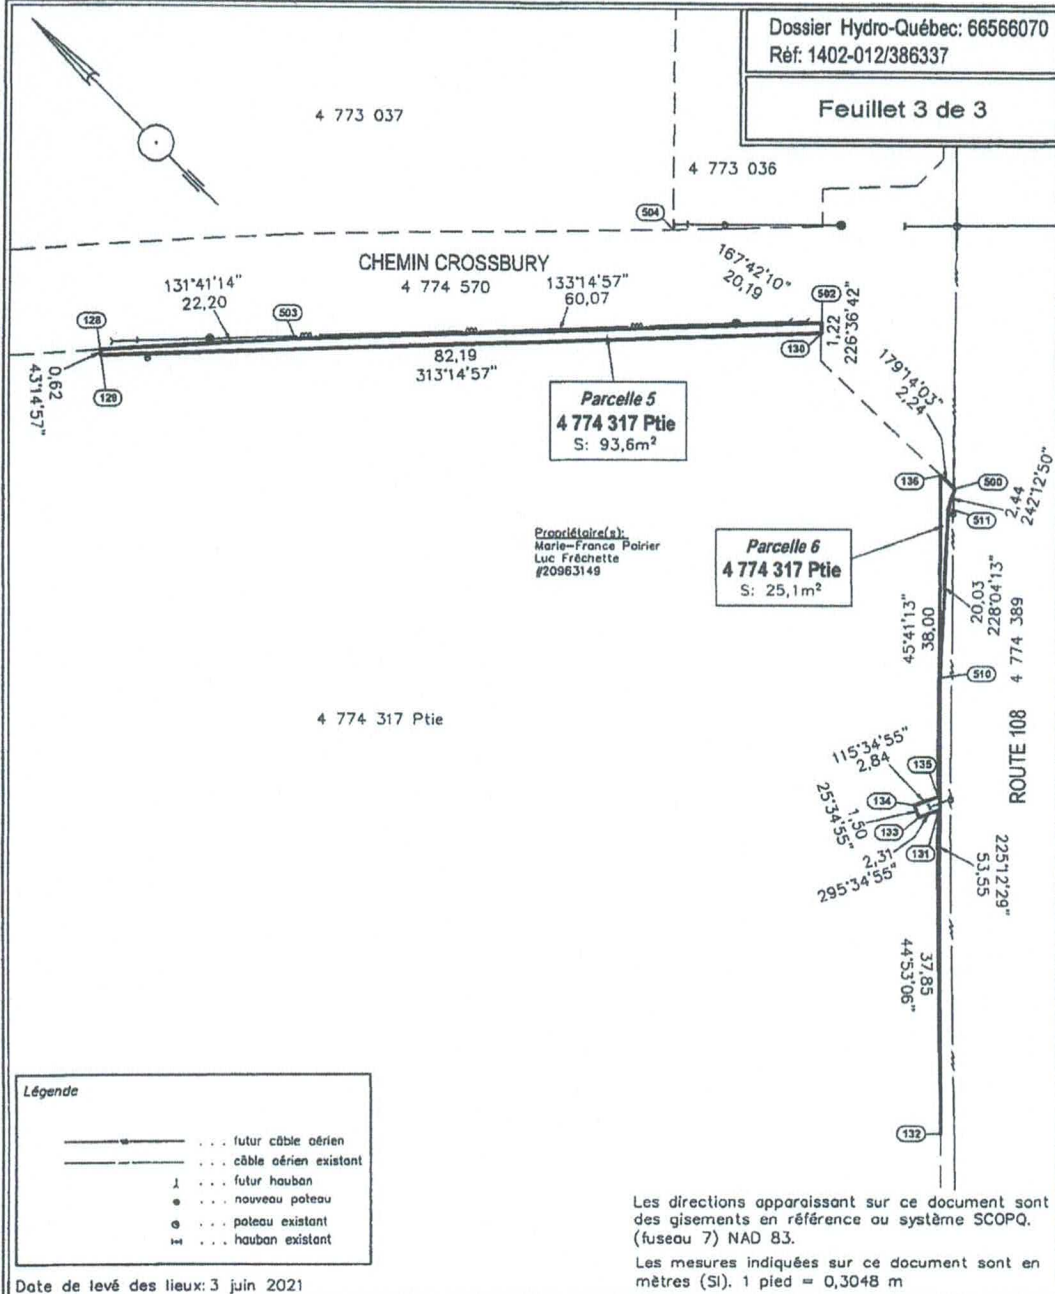 Dossier Hydro-Québec: 66566070
Réf: 1402-012/386337
Feuillet 3 de 3
4 773 037
4 773 036
504
CHEMIN CROSSBURY
4 774 570
131°41'14"
22,20
133°14'57"
60,07
167°42'10"
20,19
128
503
502
1,22
226°36'42"
130
82,19
313°14'57"
0,62
43°14'57"
129
Parcelle 5
4 774 317 Ptie
S: 93,6m²
179°14'03"
2,24
136
500
2,44
242°12'50"
511
Propriétaire(s):
Marie-France Poirier
Luc Fréchette
#20963149
Parcelle 6
4 774 317 Ptie
S: 25,1m²
20,03
228°04'13"
45°41'13"
38,00
4 774 389
ROUTE 108
510
4 774 317 Ptie
115°34'55"
2,84
135
134
25°34'55"
1,50
133
2,31
295°34'55"
131
225°12'29"
53,55
37,85
44°53'06"
132
Légende
. . . futur câble aérien
. . . câble aérien existant
. . . futur hauban
. . . nouveau poteau
. . . poteau existant
. . . hauban existant
Les directions apparaissant sur ce document sont
des gisements en référence au système SCOPQ.
(fuseau 7) NAD 83.
Les mesures indiquées sur ce document sont en
mètres (SI). 1 pied = 0,3048 m
Date de levé des lieux: 3 juin 2021